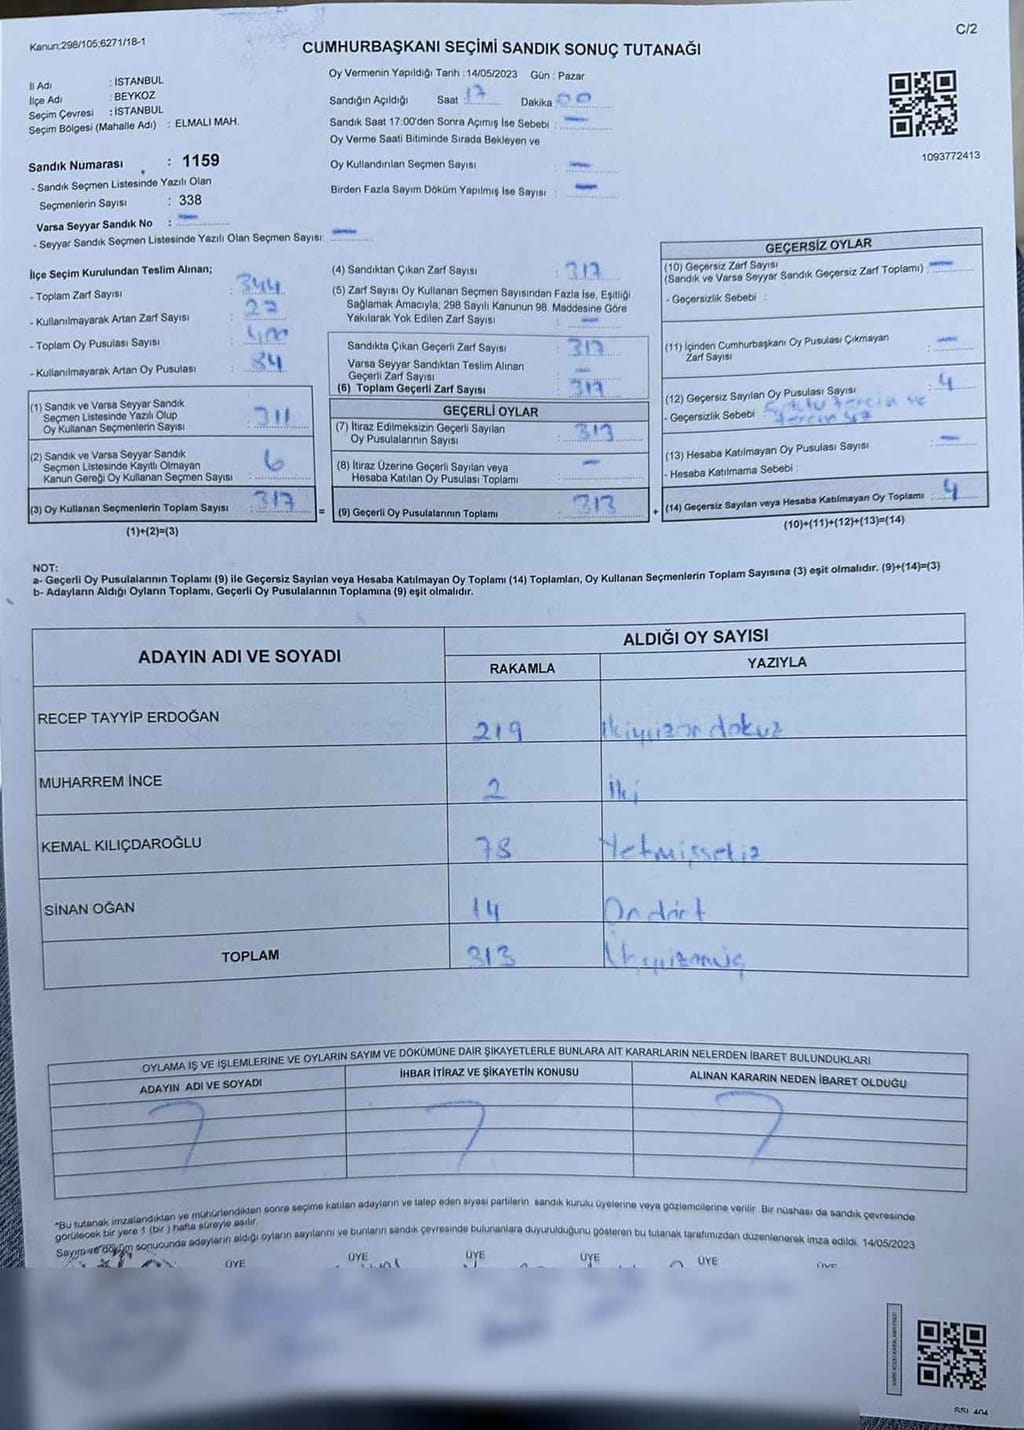 Kanun;298/105;6271/18-1
C/2
CUMHURBAŞKANI SEÇİMİ SANDIK SONUÇ TUTANAĞI
İl Adı : İSTANBUL
İlçe Adı : BEYKOZ
Seçim Çevresi : İSTANBUL
Seçim Bölgesi (Mahalle Adı) : ELMALI MAH.
Sandık Numarası : 1159
- Sandık Seçmen Listesinde Yazılı Olan
Seçmenlerin Sayısı : 338
Varsa Seyyar Sandık No : —
- Seyyar Sandık Seçmen Listesinde Yazılı Olan Seçmen Sayısı: —
Oy Vermenin Yapıldığı Tarih : 14/05/2023 Gün : Pazar
Sandığın Açıldığı Saat 17 Dakika 00
Sandık Saat 17:00'den Sonra Açımış İse Sebebi : —
Oy Verme Saati Bitiminde Sırada Bekleyen ve
Oy Kullandırılan Seçmen Sayısı : —
Birden Fazla Sayım Döküm Yapılmış İse Sayısı : —
1093772413
İlçe Seçim Kurulundan Teslim Alınan;
- Toplam Zarf Sayısı : 344
- Kullanılmayarak Artan Zarf Sayısı : 27
- Toplam Oy Pusulası Sayısı :
- Kullanılmayarak Artan Oy Pusulası : 84
(1) Sandık ve Varsa Seyyar Sandık
Seçmen Listesinde Yazılı Olup
Oy Kullanan Seçmenlerin Sayısı : 311
(2) Sandık ve Varsa Seyyar Sandık
Seçmen Listesinde Kayıtlı Olmayan
Kanun Gereği Oy Kullanan Seçmen Sayısı : 6
(3) Oy Kullanan Seçmenlerin Toplam Sayısı : 317
(1)+(2)=(3)
=
(4) Sandıktan Çıkan Zarf Sayısı : 317
(5) Zarf Sayısı Oy Kullanan Seçmen Sayısından Fazla İse, Eşitliği
Sağlamak Amacıyla, 298 Sayılı Kanunun 98. Maddesine Göre
Yakılarak Yok Edilen Zarf Sayısı : —
Sandıkta Çıkan Geçerli Zarf Sayısı : 317
Varsa Seyyar Sandıktan Teslim Alınan
Geçerli Zarf Sayısı : —
(6) Toplam Geçerli Zarf Sayısı : 317
GEÇERLİ OYLAR
(7) İtiraz Edilmeksizin Geçerli Sayılan
Oy Pusulalarının Sayısı : 313
(8) İtiraz Üzerine Geçerli Sayılan veya
Hesaba Katılan Oy Pusulası Toplamı : —
(9) Geçerli Oy Pusulalarının Toplamı : 313
+
GEÇERSİZ OYLAR
(10) Geçersiz Zarf Sayısı
(Sandık ve Varsa Seyyar Sandık Geçersiz Zarf Toplamı) : —
- Geçersizlik Sebebi :
(11) İçinden Cumhurbaşkanı Oy Pusulası Çıkmayan
Zarf Sayısı : —
(12) Geçersiz Sayılan Oy Pusulası Sayısı : 4
- Geçersizlik Sebebi :
(13) Hesaba Katılmayan Oy Pusulası Sayısı : —
- Hesaba Katılmama Sebebi :
(14) Geçersiz Sayılan veya Hesaba Katılmayan Oy Toplamı : 4
(10)+(11)+(12)+(13)=(14)
NOT:
a- Geçerli Oy Pusulalarının Toplamı (9) ile Geçersiz Sayılan veya Hesaba Katılmayan Oy Toplamı (14) Toplamları, Oy Kullanan Seçmenlerin Toplam Sayısına (3) eşit olmalıdır. (9)+(14)=(3)
b- Adayların Aldığı Oyların Toplamı, Geçerli Oy Pusulalarının Toplamına (9) eşit olmalıdır.
ADAYIN ADI VE SOYADI
ALDIĞI OY SAYISI
RAKAMLA YAZIYLA
RECEP TAYYİP ERDOĞAN 219 İkiyüzon dokuz
MUHARREM İNCE 2 İki
KEMAL KILIÇDAROĞLU 78 Yetmişsekiz
SİNAN OĞAN 14 On dört
TOPLAM 313
OYLAMA İŞ VE İŞLEMLERİNE VE OYLARIN SAYIM VE DÖKÜMÜNE DAİR ŞİKAYETLERLE BUNLARA AİT KARARLARIN NELERDEN İBARET BULUNDUKLARI
ADAYIN ADI VE SOYADI İHBAR İTİRAZ VE ŞİKAYETİN KONUSU ALINAN KARARIN NEDEN İBARET OLDUĞU
*Bu tutanak imzalandıktan ve mühürlendikten sonra seçime katılan adayların ve talep eden siyasi partilerin sandık kurulu üyelerine veya gözlemcilerine verilir. Bir nüshası da sandık çevresinde
görülecek bir yere 1 (bir ) hafta süreyle asılır.
Sayım ve döküm sonucunda adayların aldığı oyların sayılarını ve bunların sandık çevresinde bulunanlara duyurulduğunu gösteren bu tutanak tarafımızdan düzenlenerek imza edildi. 14/05/2023
ÜYE ÜYE ÜYE ÜYE ÜYE ÜYE